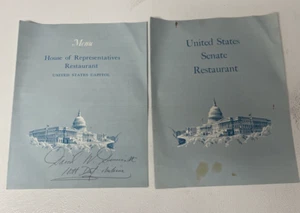 Menu
House of Representatives
Restaurant
UNITED STATES CAPITOL
United States
Senate
Restaurant